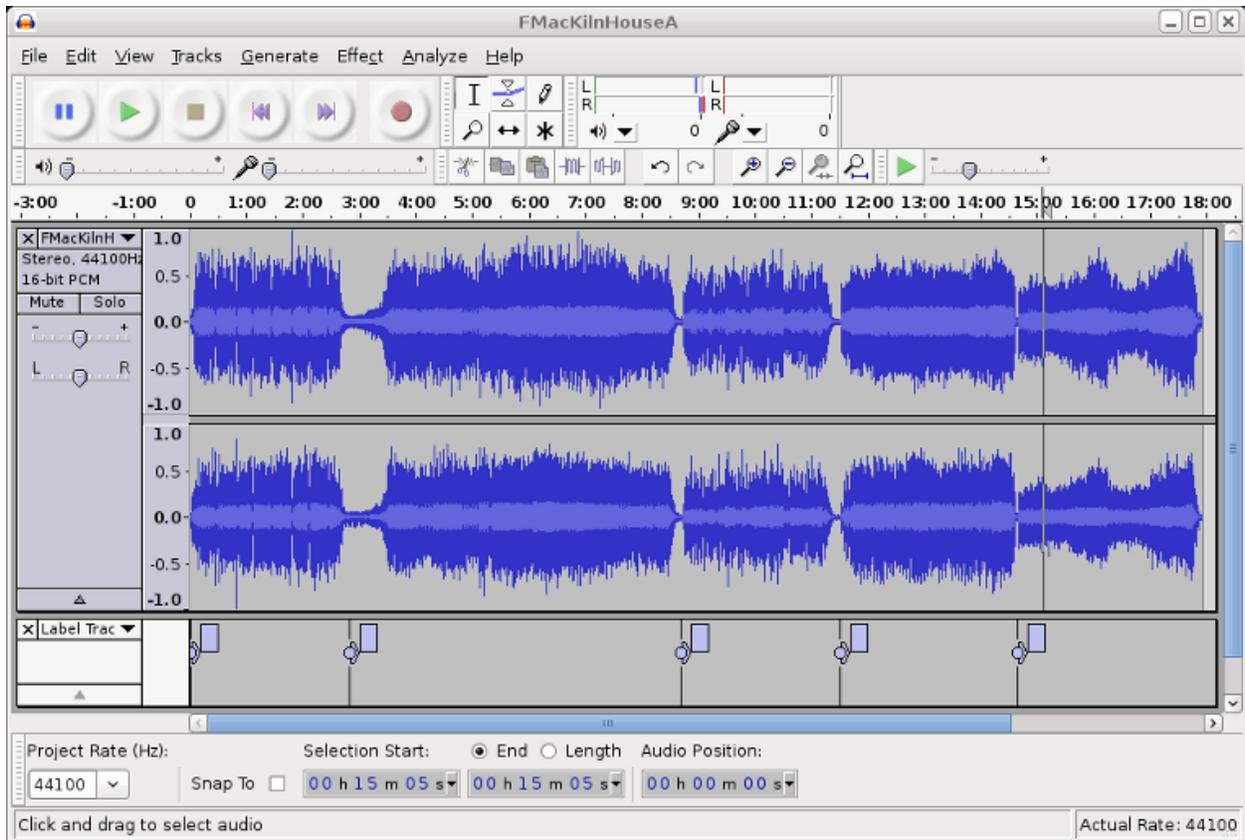 FMacKilnHouseA
File Edit View Tracks Generate Effect Analyze Help
L
R
L
R
0
0
- +
-3:00 -1:00 0 1:00 2:00 3:00 4:00 5:00 6:00 7:00 8:00 9:00 10:00 11:00 12:00 13:00 14:00 15:00 16:00 17:00 18:00
FMacKilnH
Stereo, 44100Hz
16-bit PCM
Mute Solo
- +
L R
1.0
0.5
0.0
-0.5
-1.0
1.0
0.5
0.0
-0.5
-1.0
Label Trac
Project Rate (Hz): Selection Start: End Length Audio Position:
44100 Snap To 00 h 15 m 05 s 00 h 15 m 05 s 00 h 00 m 00 s
Click and drag to select audio Actual Rate: 44100